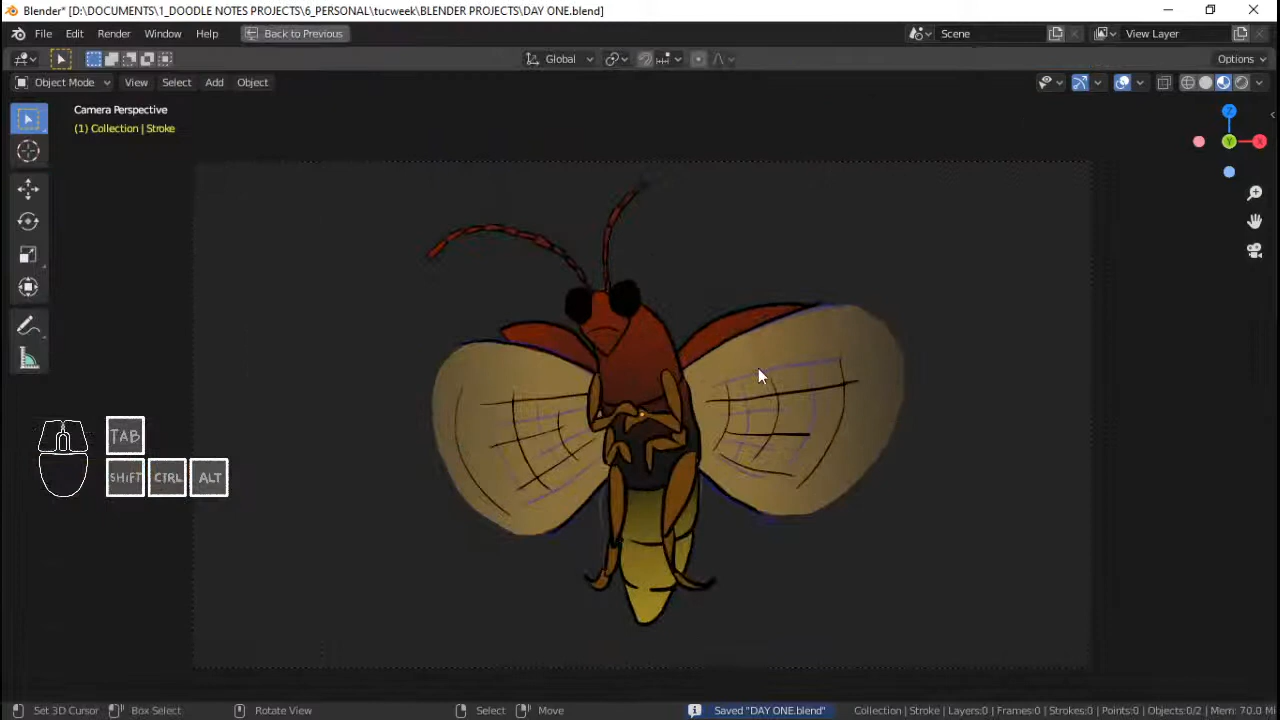 Blender* [D:\DOCUMENTS\1_DOODLE NOTES PROJECTS\6_PERSONAL\tucweek\BLENDER PROJECTS\DAY ONE.blend]
File Edit Render Window Help Back to Previous Scene View Layer
Global Options
Object Mode View Select Add Object
Camera Perspective
(1) Collection | Stroke
Z
Y X
TAB
SHIFT CTRL ALT
Set 3D Cursor Box Select Rotate View Select Move Saved "DAY ONE.blend" Collection | Stroke | Layers:0 | Frames:0 | Strokes:0 | Points:0 | Objects:0/2 | Mem: 70.0 M